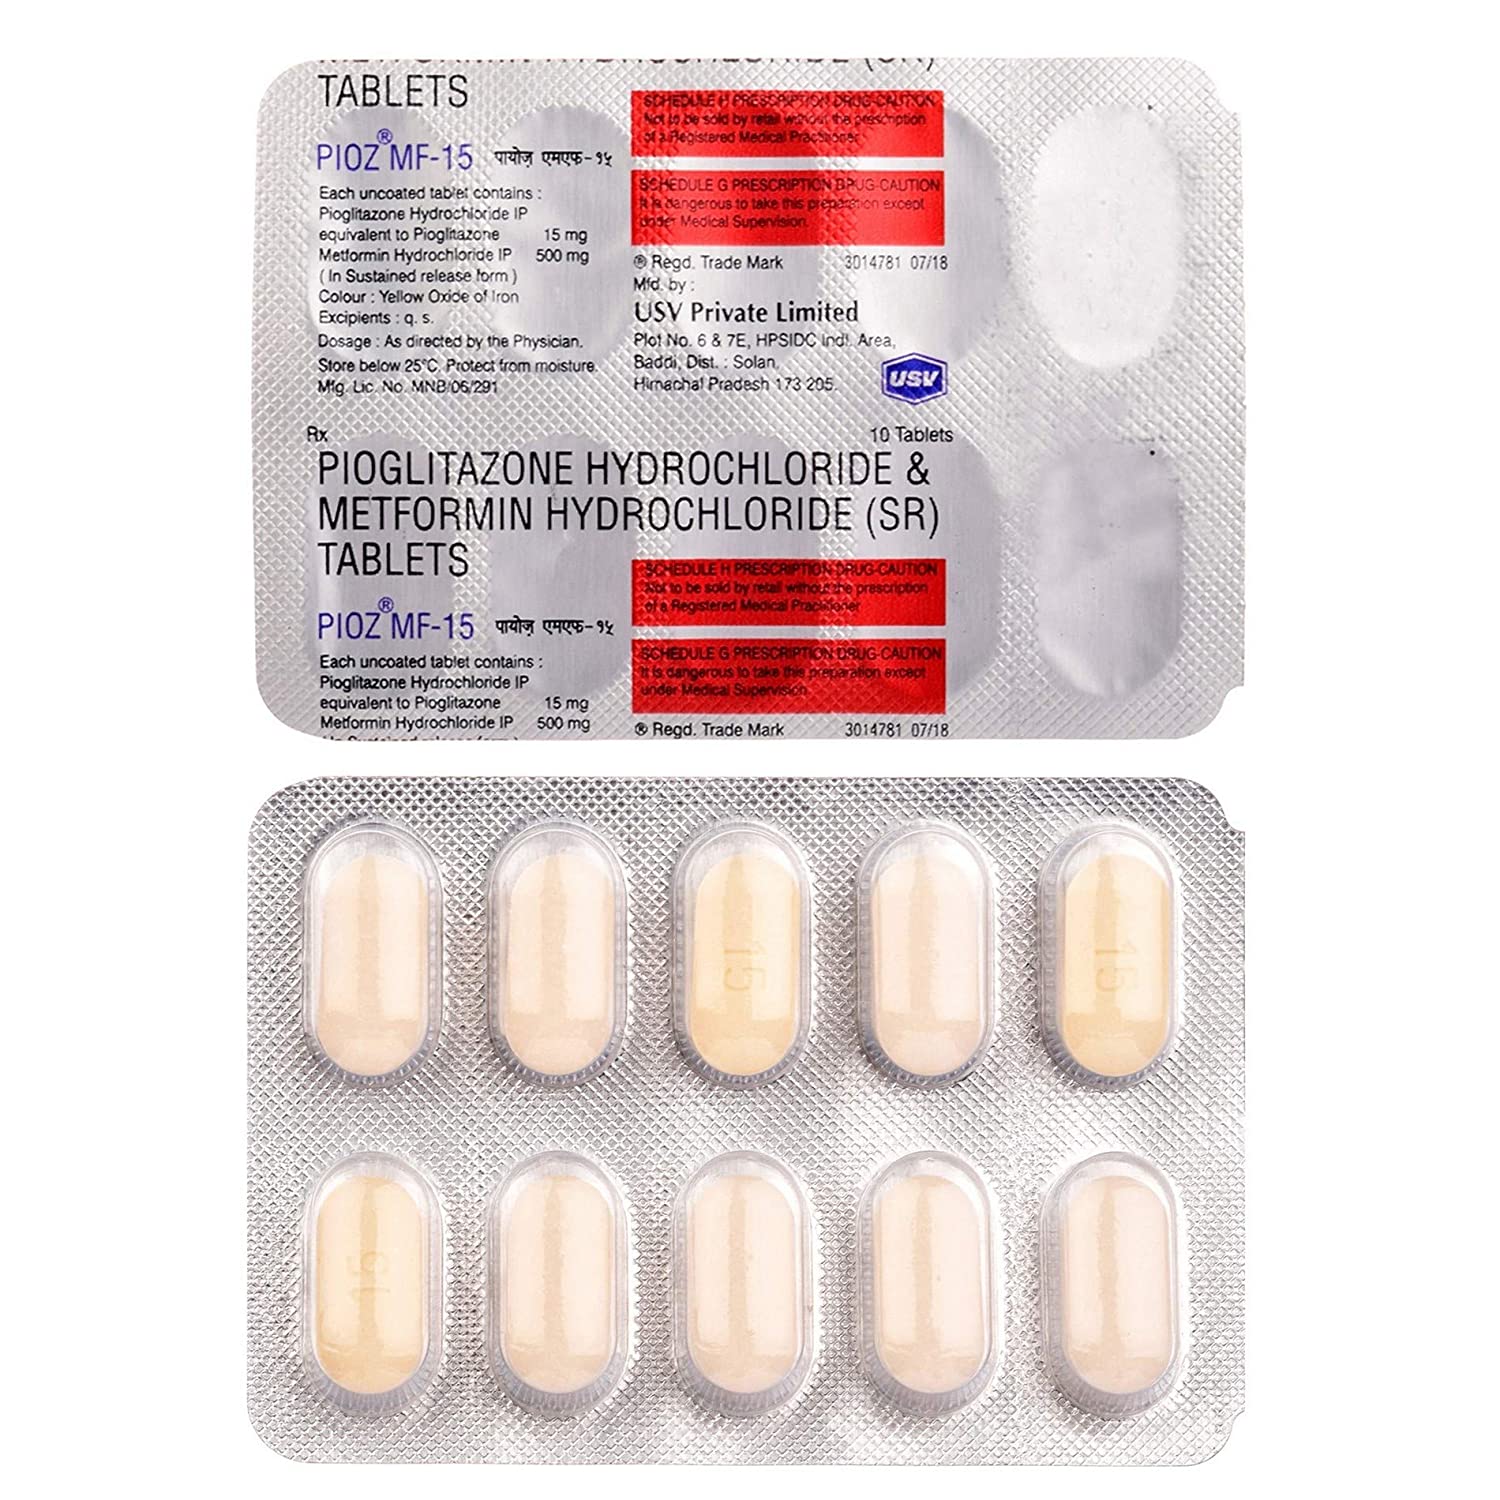 TABLETS
PIOZ® MF-15 पायोज़ एमएफ-१५
Each uncoated tablet contains :
Pioglitazone Hydrochloride IP
equivalent to Pioglitazone 15 mg
Metformin Hydrochloride IP 500 mg
( In Sustained release form )
Colour : Yellow Oxide of Iron
Excipients : q. s.
Dosage : As directed by the Physician.
Store below 25°C. Protect from moisture.
Mfg. Lic. No. MNB/06/291
SCHEDULE H PRESCRIPTION DRUG-CAUTION
Not to be sold by retail without the prescription
of a Registered Medical Practitioner
SCHEDULE G PRESCRIPTION DRUG-CAUTION
It is dangerous to take this preparation except
under Medical Supervision.
® Regd. Trade Mark 3014781 07/18
Mfd. by :
USV Private Limited
Plot No. 6 & 7E, HPSIDC Indl. Area,
Baddi, Dist. : Solan,
Himachal Pradesh 173 205.
USV
Rx 10 Tablets
PIOGLITAZONE HYDROCHLORIDE &
METFORMIN HYDROCHLORIDE (SR)
TABLETS
PIOZ® MF-15 पायोज़ एमएफ-१५
Each uncoated tablet contains :
Pioglitazone Hydrochloride IP
equivalent to Pioglitazone 15 mg
Metformin Hydrochloride IP 500 mg
SCHEDULE H PRESCRIPTION DRUG-CAUTION
Not to be sold by retail without the prescription
of a Registered Medical Practitioner
SCHEDULE G PRESCRIPTION DRUG-CAUTION
It is dangerous to take this preparation except
under Medical Supervision
® Regd. Trade Mark 3014781 07/18
15
15
15